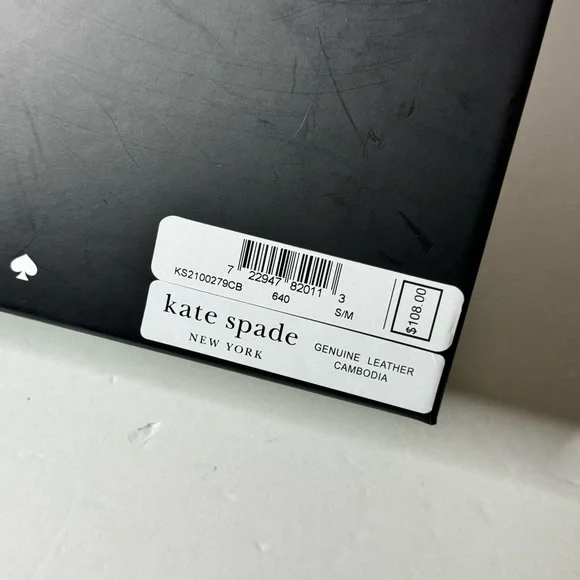 7 22947 82011 3
KS2100279CB 640 S/M
$108.00
kate spade
NEW YORK
GENUINE LEATHER
CAMBODIA